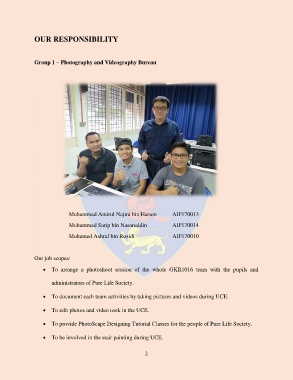 OUR RESPONSIBILITY
Group 1 – Photography and Videography Bureau
Muhammad Amirul Najmi bin Harum AIF170013
Muhammad Sarip bin Nasaruddin AIF170014
Mohamad Ashraf bin Rosidi AIF170010
Our job scopes:
• To arrange a photoshoot session of the whole GKR1016 team with the pupils and
administrators of Pure Life Society.
• To document each team activities by taking pictures and videos during UCE.
• To edit photos and video took in the UCE.
• To provide PhotoScape Designing Tutorial Classes for the people of Pure Life Society.
• To be involved in the stair painting during UCE.
2